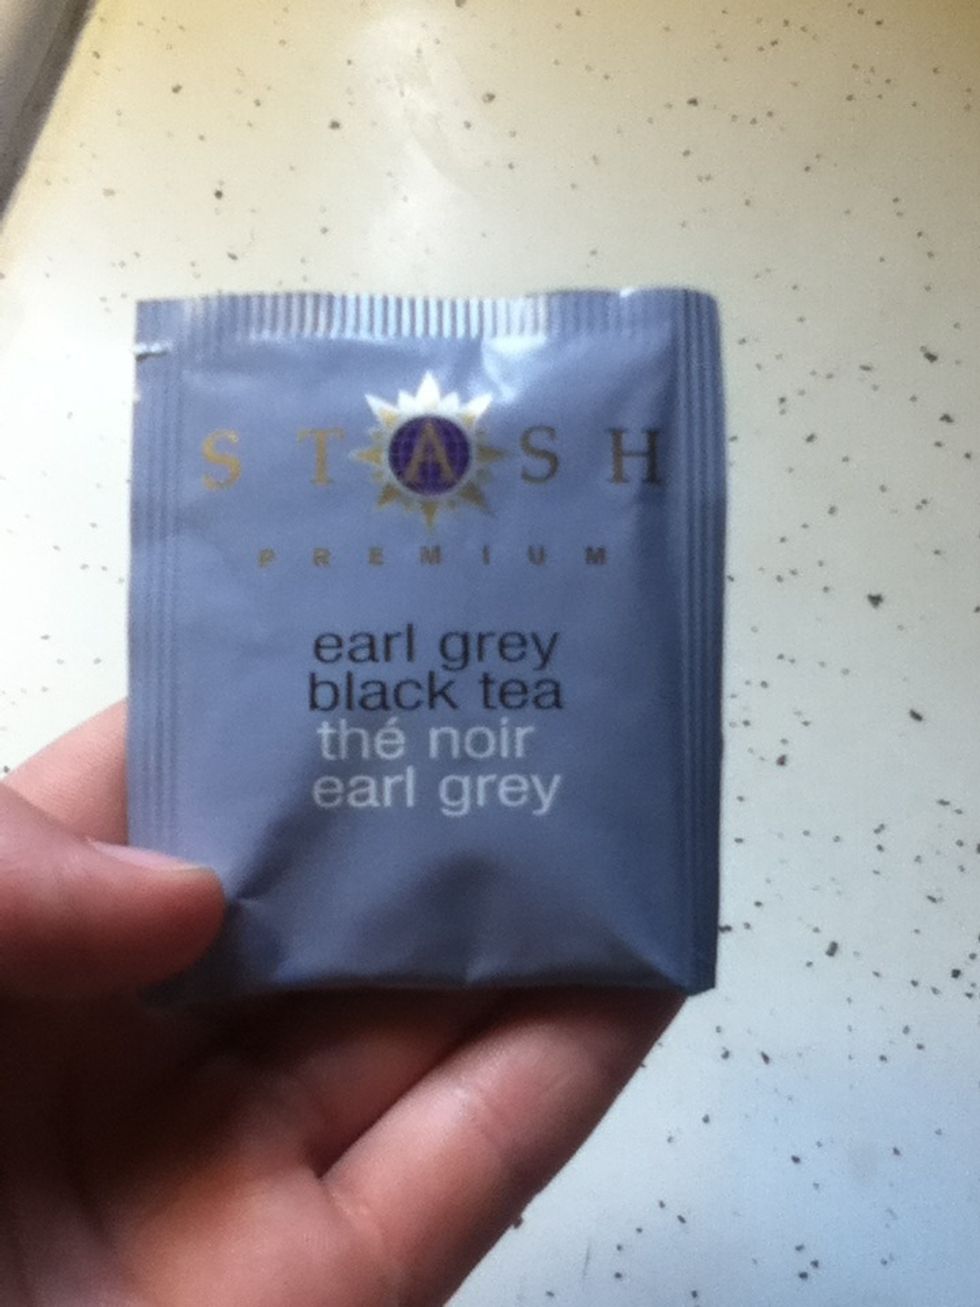 STASH
PREMIUM
earl grey
black tea
thé noir
earl grey